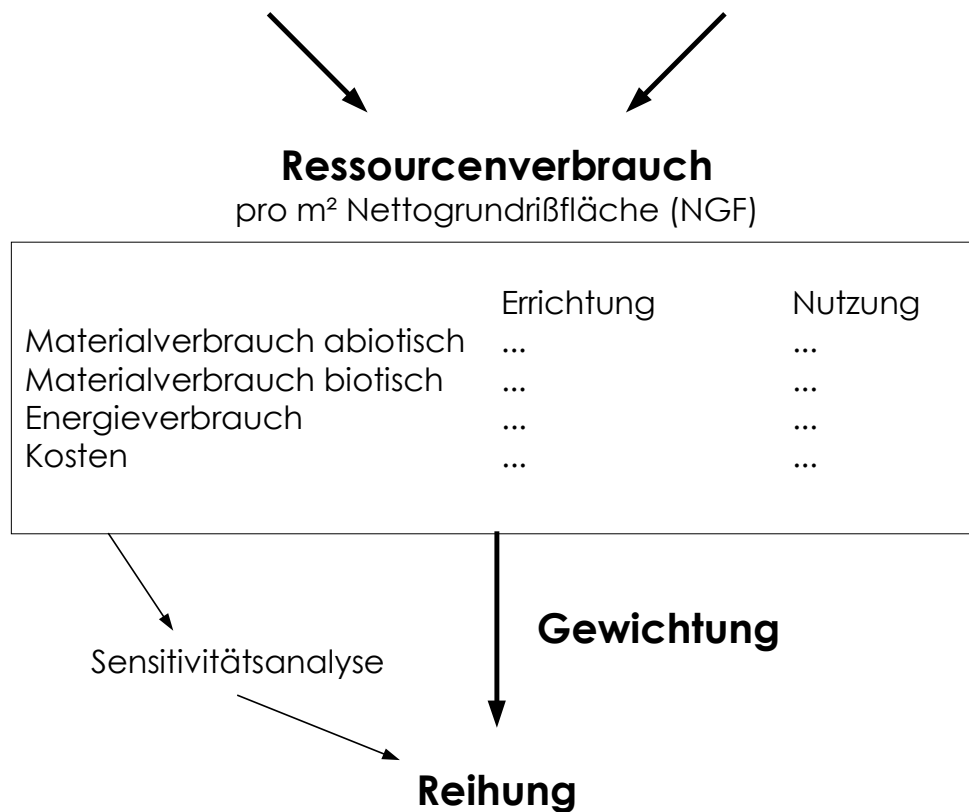 Ressourcenverbrauch
pro m² Nettogrundrißfläche (NGF)
Errichtung Nutzung
Materialverbrauch abiotisch ... ...
Materialverbrauch biotisch ... ...
Energieverbrauch ... ...
Kosten ... ...
Gewichtung
Sensitivitätsanalyse
Reihung